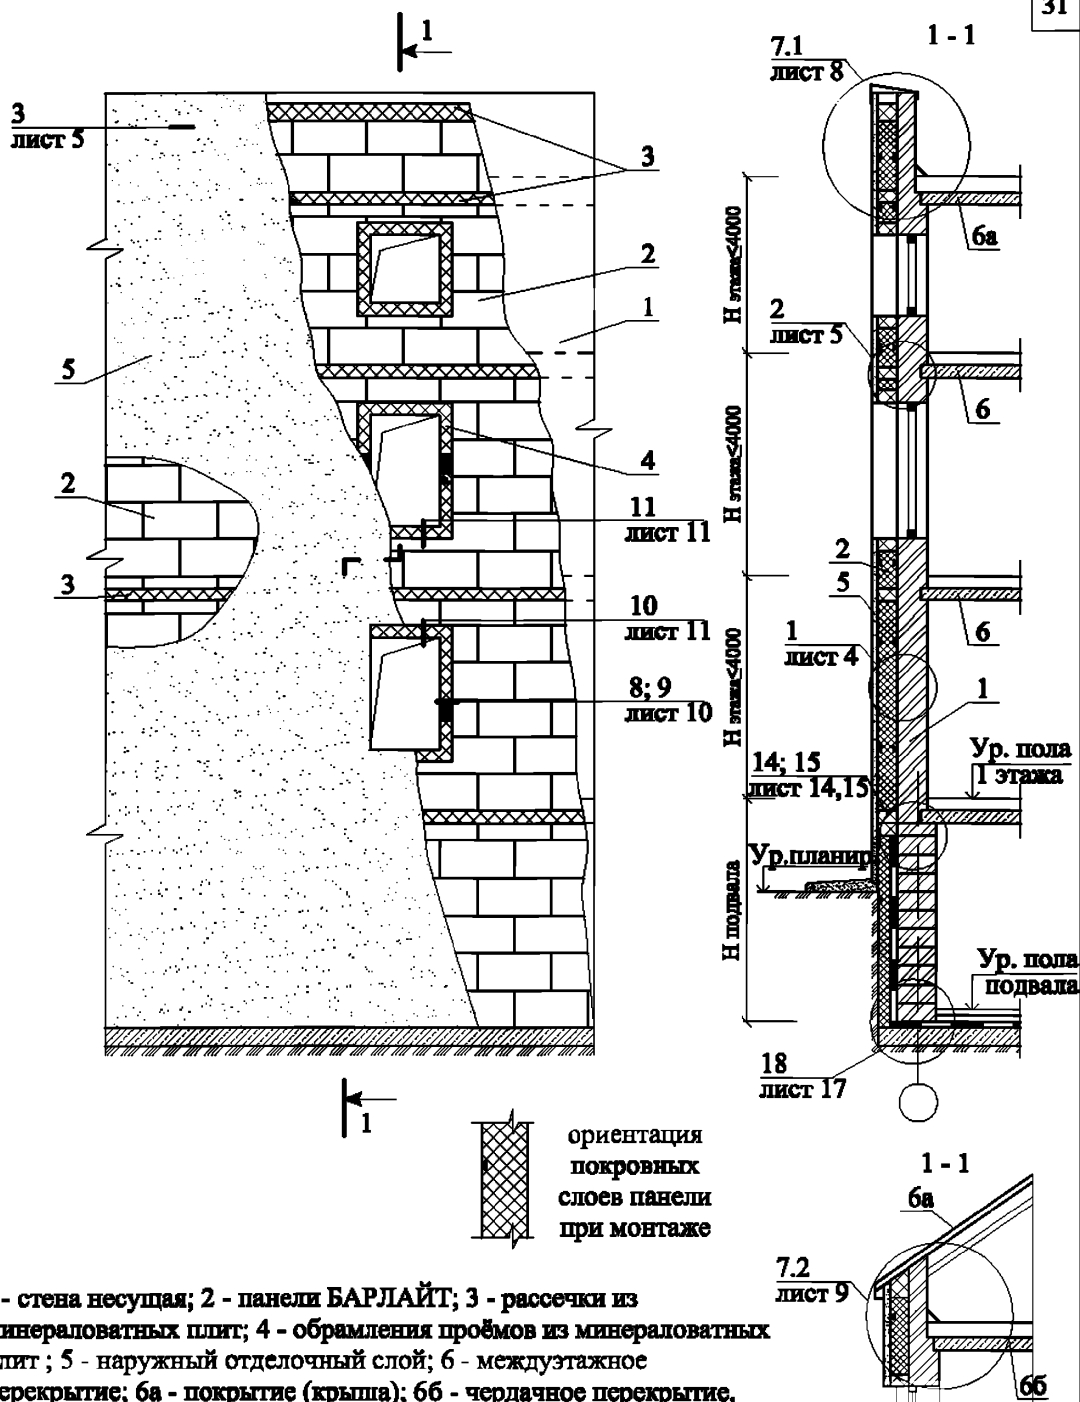 31
1
1 - 1
7.1
лист 8
3
лист 5
3
6а
2
1
2
лист 5
5
6
4
2
11
лист 11
2
5
3
10
лист 11
6
1
лист 4
8; 9
лист 10
1
Ур. пола
1 этажа
14; 15
лист 14,15
Ур.планир.
Н этажа<4000
Н этажа<4000
Н этажа<4000
Н подвала
Ур. пола
подвала
18
лист 17
1
ориентация
покровных
слоев панели
при монтаже
1 - 1
6а
7.2
лист 9
6б
- стена несущая; 2 - панели БАРЛАЙТ; 3 - рассечки из
инераловатных плит; 4 - обрамления проёмов из минераловатных
лит ; 5 - наружный отделочный слой; 6 - междуэтажное
ерекрытие; 6а - покрытие (крыша); 6б - чердачное перекрытие.